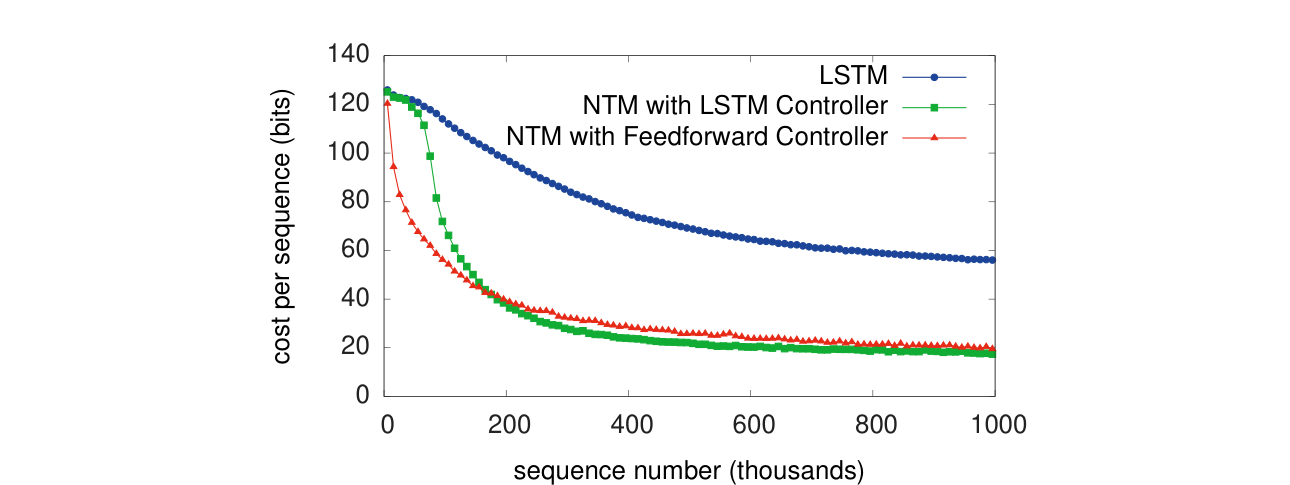 140
120
100
80
60
40
20
0
cost per sequence (bits)
LSTM
NTM with LSTM Controller
NTM with Feedforward Controller
0 200 400 600 800 1000
sequence number (thousands)